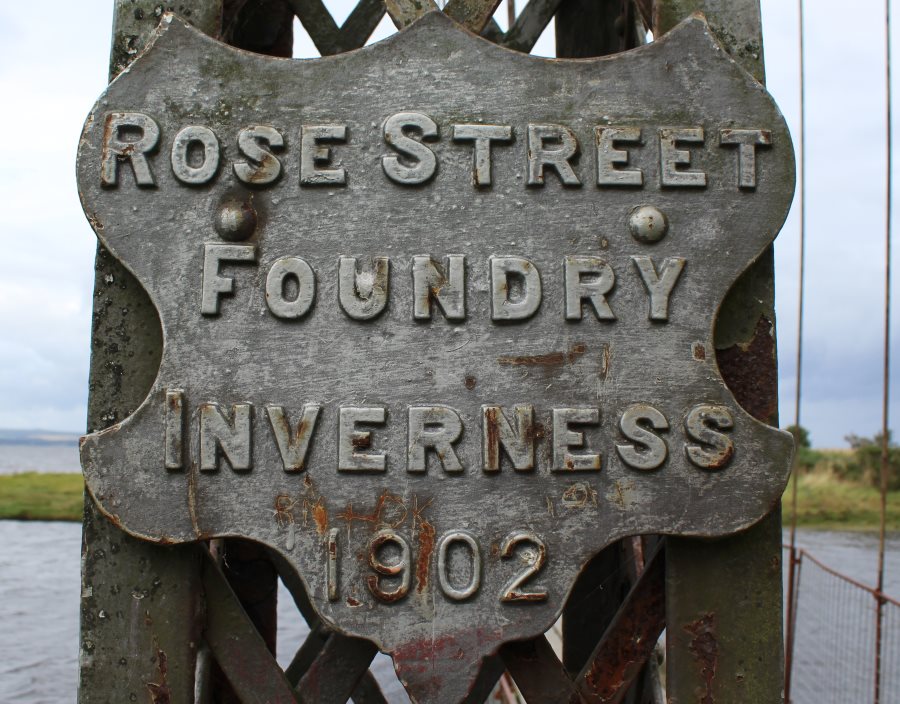 ROSE STREET
FOUNDRY
INVERNESS
1902